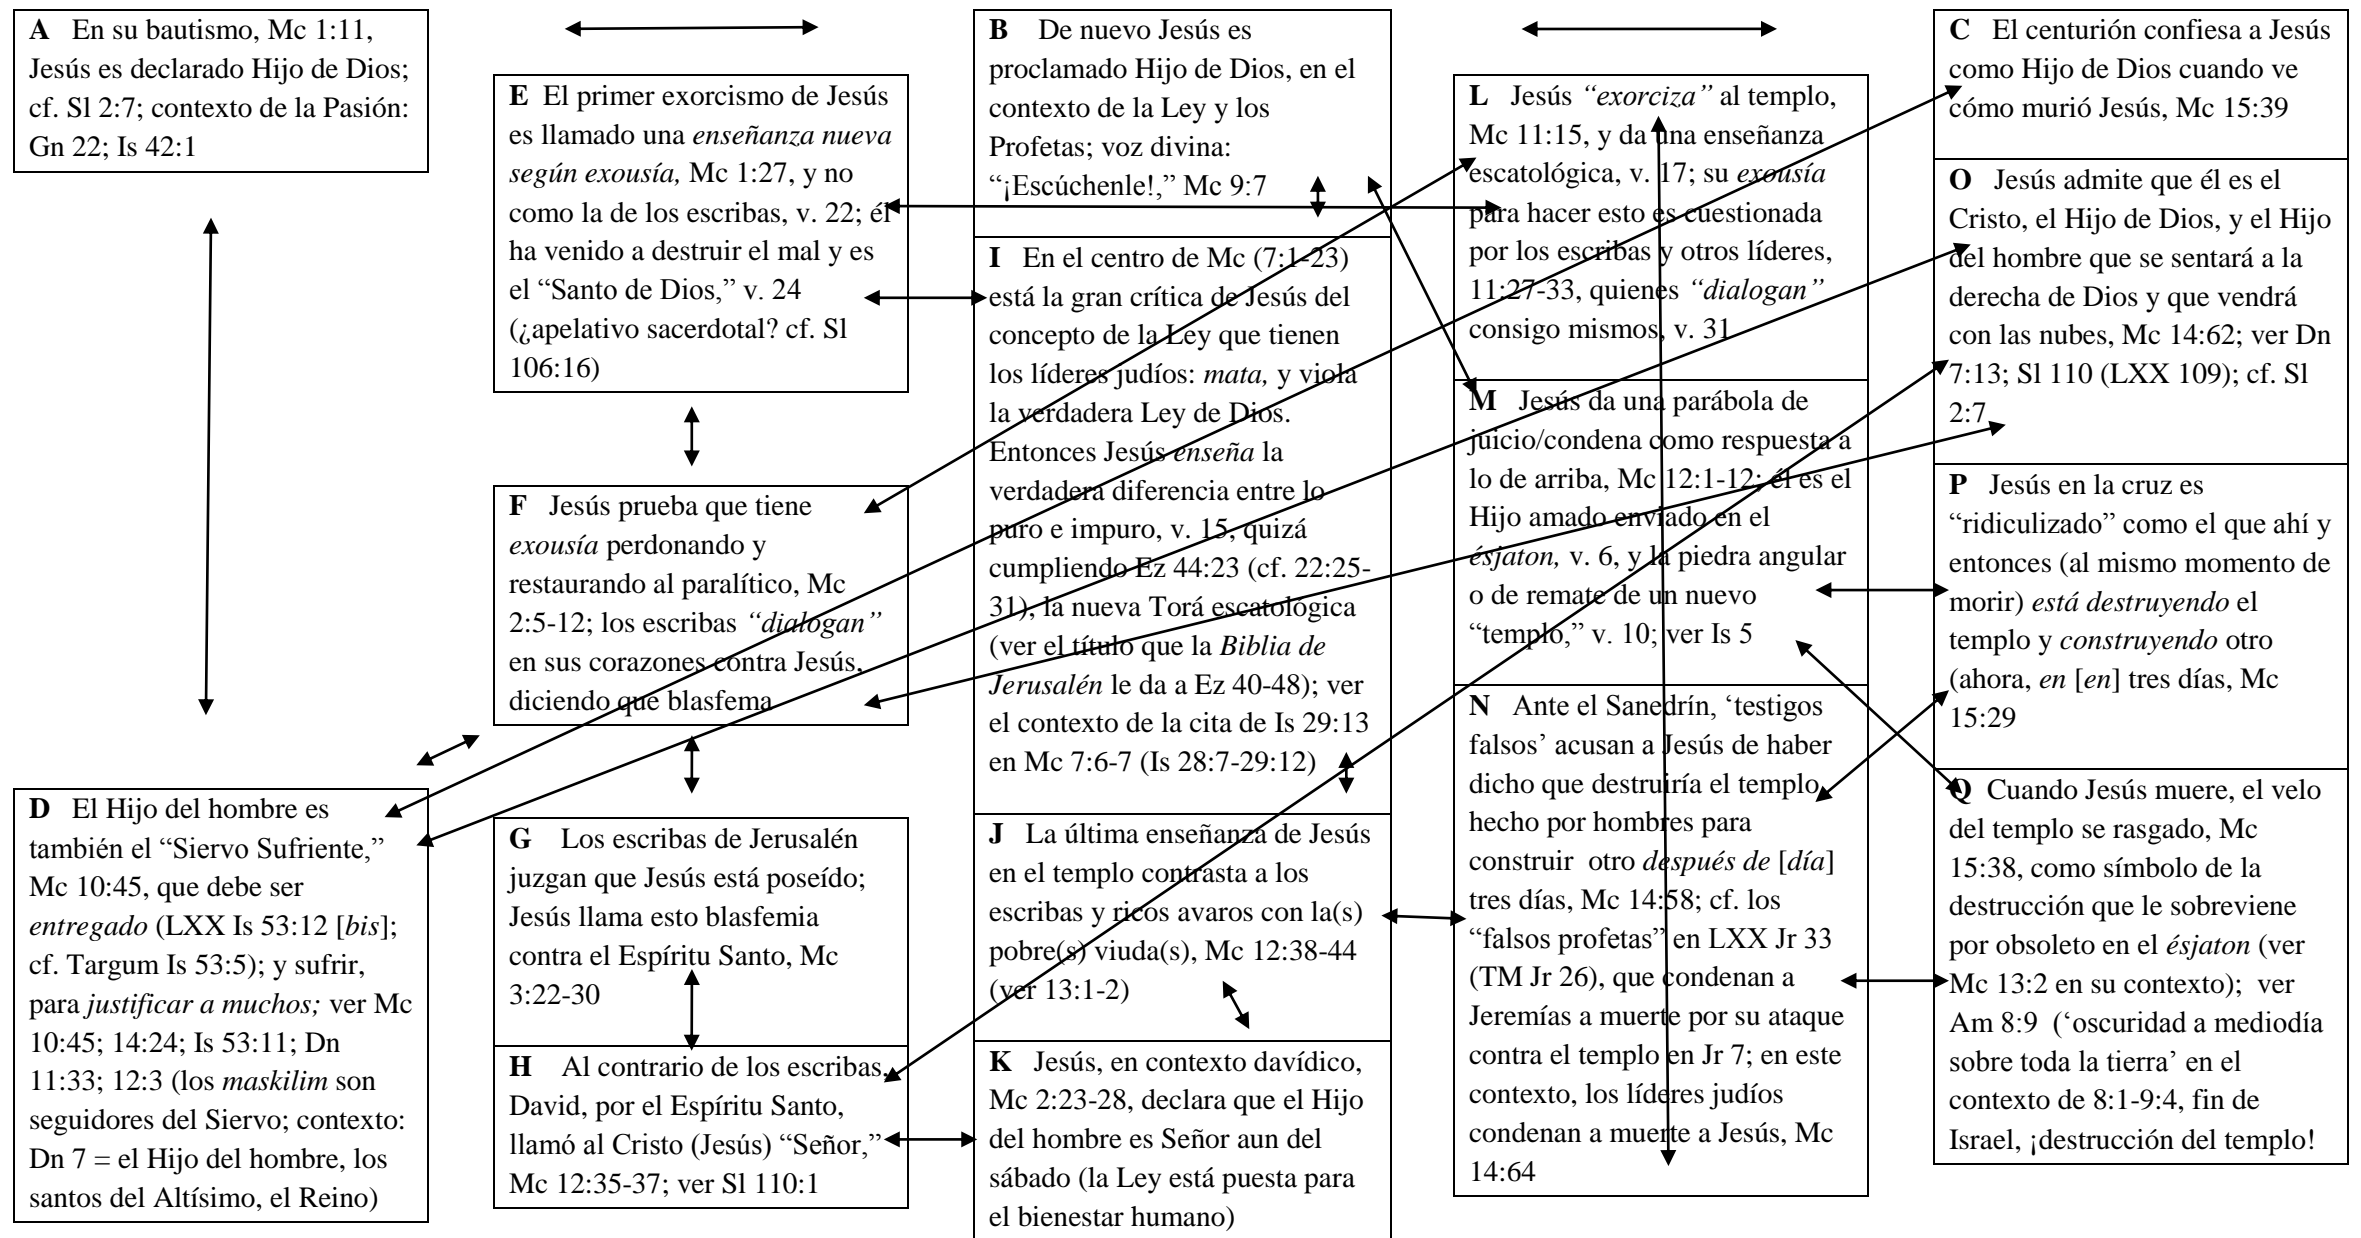 A En su bautismo, Mc 1:11,
Jesús es declarado Hijo de Dios;
cf. Sl 2:7; contexto de la Pasión:
Gn 22; Is 42:1
D El Hijo del hombre es
también el “Siervo Sufriente,”
Mc 10:45, que debe ser
entregado (LXX Is 53:12 [bis];
cf. Targum Is 53:5); y sufrir,
para justificar a muchos; ver Mc
10:45; 14:24; Is 53:11; Dn
11:33; 12:3 (los maskilim son
seguidores del Siervo; contexto:
Dn 7 = el Hijo del hombre, los
santos del Altísimo, el Reino)
E El primer exorcismo de Jesús
es llamado una enseñanza nueva
según exousía, Mc 1:27, y no
como la de los escribas, v. 22; él
ha venido a destruir el mal y es
el “Santo de Dios,” v. 24
(¿apelativo sacerdotal? cf. Sl
106:16)
F Jesús prueba que tiene
exousía perdonando y
restaurando al paralítico, Mc
2:5-12; los escribas “dialogan”
en sus corazones contra Jesús,
diciendo que blasfema
G Los escribas de Jerusalén
juzgan que Jesús está poseído;
Jesús llama esto blasfemia
contra el Espíritu Santo, Mc
3:22-30
H Al contrario de los escribas,
David, por el Espíritu Santo,
llamó al Cristo (Jesús) “Señor,”
Mc 12:35-37; ver Sl 110:1
B De nuevo Jesús es
proclamado Hijo de Dios, en el
contexto de la Ley y los
Profetas; voz divina:
“¡Escúchenle!,” Mc 9:7
I En el centro de Mc (7:1-23)
está la gran crítica de Jesús del
concepto de la Ley que tienen
los líderes judíos: mata, y viola
la verdadera Ley de Dios.
Entonces Jesús enseña la
verdadera diferencia entre lo
puro e impuro, v. 15, quizá
cumpliendo Ez 44:23 (cf. 22:25-
31), la nueva Torá escatológica
(ver el título que la Biblia de
Jerusalén le da a Ez 40-48); ver
el contexto de la cita de Is 29:13
en Mc 7:6-7 (Is 28:7-29:12)
J La última enseñanza de Jesús
en el templo contrasta a los
escribas y ricos avaros con la(s)
pobre(s) viuda(s), Mc 12:38-44
(ver 13:1-2)
K Jesús, en contexto davídico,
Mc 2:23-28, declara que el Hijo
del hombre es Señor aun del
sábado (la Ley está puesta para
el bienestar humano)
L Jesús “exorciza” al templo,
Mc 11:15, y da una enseñanza
escatológica, v. 17; su exousía
para hacer esto es cuestionada
por los escribas y otros líderes,
11:27-33, quienes “dialogan”
consigo mismos, v. 31
M Jesús da una parábola de
juicio/condena como respuesta a
lo de arriba, Mc 12:1-12; él es el
Hijo amado enviado en el
ésjaton, v. 6, y la piedra angular
o de remate de un nuevo
“templo,” v. 10; ver Is 5
N Ante el Sanedrín, ‘testigos
falsos’ acusan a Jesús de haber
dicho que destruiría el templo
hecho por hombres para
construir otro después de [día]
tres días, Mc 14:58; cf. los
“falsos profetas” en LXX Jr 33
(TM Jr 26), que condenan a
Jeremías a muerte por su ataque
contra el templo en Jr 7; en este
contexto, los líderes judíos
condenan a muerte a Jesús, Mc
14:64
C El centurión confiesa a Jesús
como Hijo de Dios cuando ve
cómo murió Jesús, Mc 15:39
O Jesús admite que él es el
Cristo, el Hijo de Dios, y el Hijo
del hombre que se sentará a la
derecha de Dios y que vendrá
con las nubes, Mc 14:62; ver Dn
7:13; Sl 110 (LXX 109); cf. Sl
2:7
P Jesús en la cruz es
“ridiculizado” como el que ahí y
entonces (al mismo momento de
morir) está destruyendo el
templo y construyendo otro
(ahora, en [en] tres días, Mc
15:29
Q Cuando Jesús muere, el velo
del templo se rasgado, Mc
15:38, como símbolo de la
destrucción que le sobreviene
por obsoleto en el ésjaton (ver
Mc 13:2 en su contexto); ver
Am 8:9 (‘oscuridad a mediodía
sobre toda la tierra’ en el
contexto de 8:1-9:4, fin de
Israel, ¡destrucción del templo!